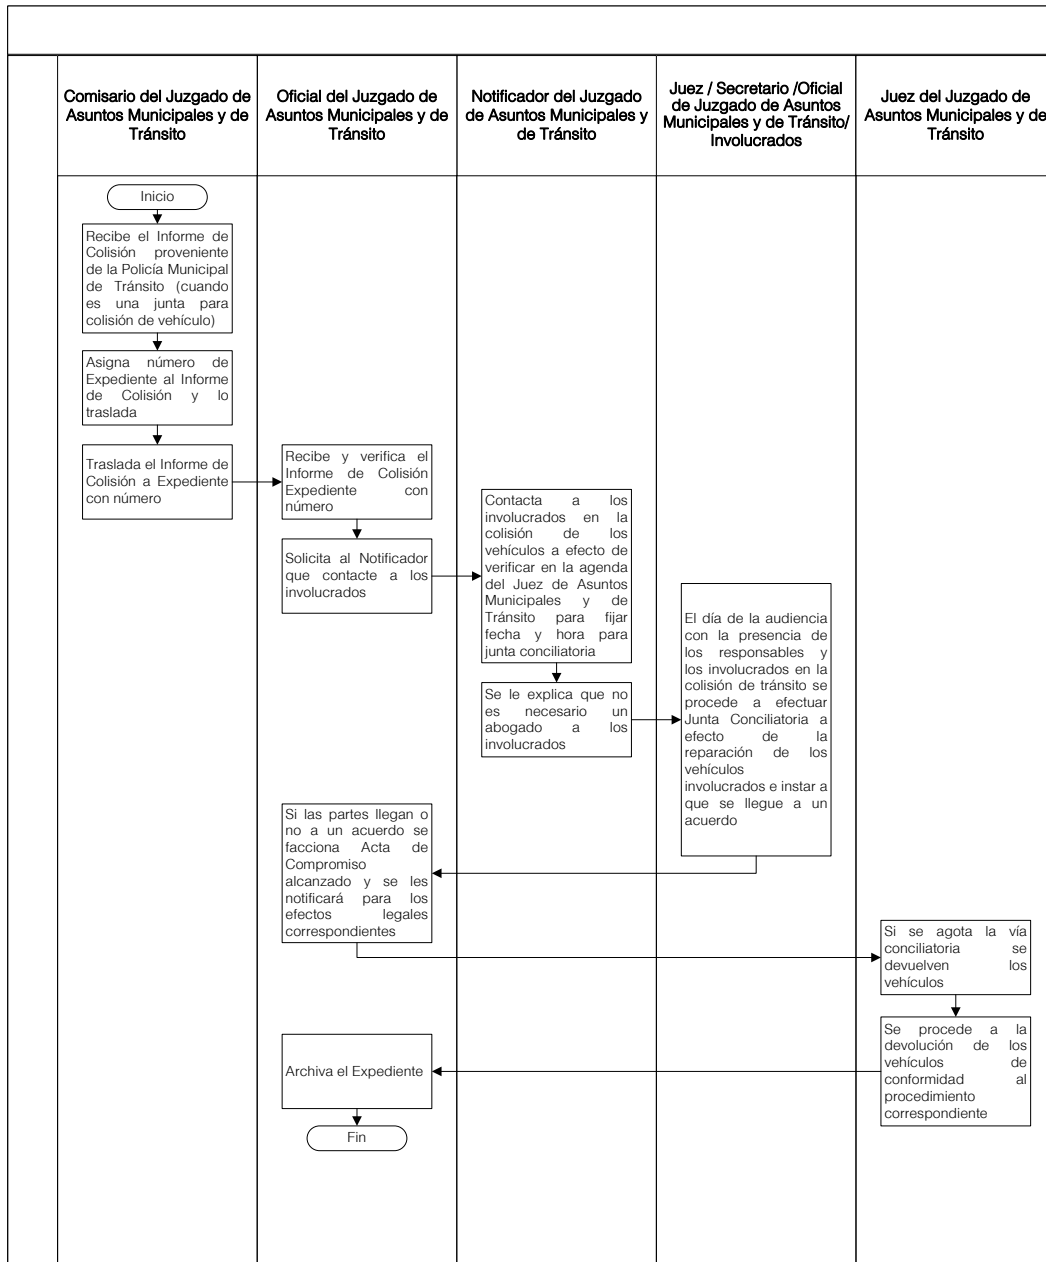 Comisario del Juzgado de
Asuntos Municipales y de
Tránsito
Oficial del Juzgado de
Asuntos Municipales y de
Tránsito
Notificador del Juzgado
de Asuntos Municipales y
de Tránsito
Juez / Secretario /Oficial
de Juzgado de Asuntos
Municipales y de Tránsito/
Involucrados
Juez del Juzgado de
Asuntos Municipales y de
Tránsito
Inicio
Recibe el Informe de
Colisión proveniente
de la Policía Municipal
de Tránsito (cuando
es una junta para
colisión de vehículo)
Asigna número de
Expediente al Informe
de Colisión y lo
traslada
Traslada el Informe de
Colisión a Expediente
con número
Recibe y verifica el
Informe de Colisión
Expediente con
número
Solicita al Notificador
que contacte a los
involucrados
Contacta a los
involucrados en la
colisión de los
vehículos a efecto de
verificar en la agenda
del Juez de Asuntos
Municipales y de
Tránsito para fijar
fecha y hora para
junta conciliatoria
Se le explica que no
es necesario un
abogado a los
involucrados
El día de la audiencia
con la presencia de
los responsables y
los involucrados en la
colisión de tránsito se
procede a efectuar
Junta Conciliatoria a
efecto de la
reparación de los
vehículos
involucrados e instar a
que se llegue a un
acuerdo
Si las partes llegan o
no a un acuerdo se
facciona Acta de
Compromiso
alcanzado y se les
notificará para los
efectos legales
correspondientes
Si se agota la vía
conciliatoria se
devuelven los
vehículos
Se procede a la
devolución de los
vehículos de
conformidad al
procedimiento
correspondiente
Archiva el Expediente
Fin